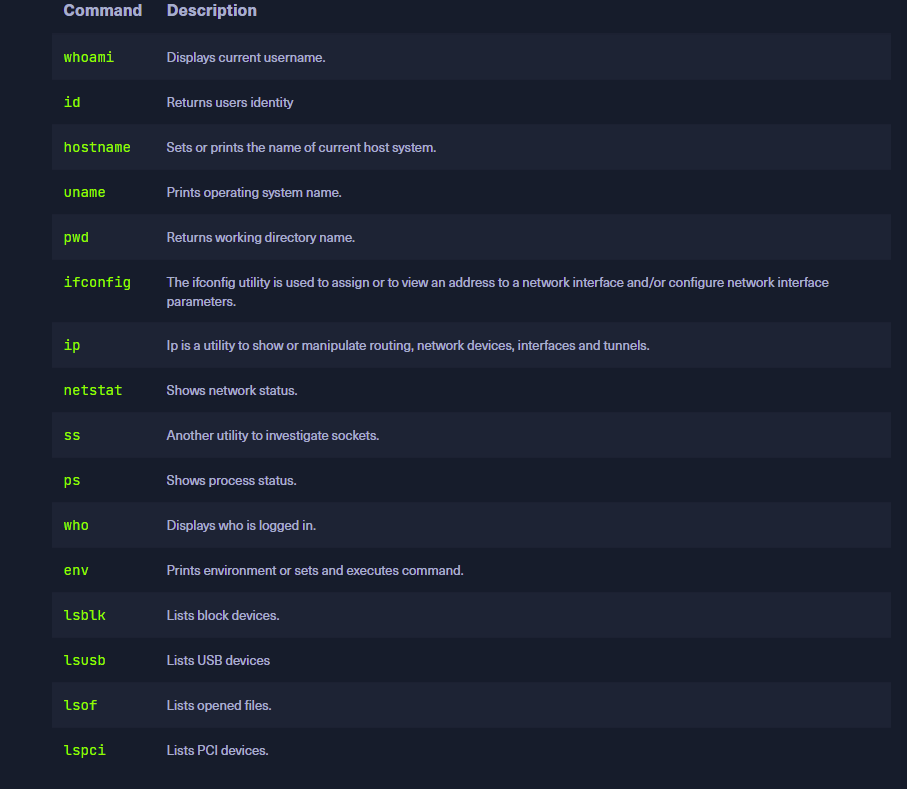 Command Description
whoami Displays current username.
id Returns users identity
hostname Sets or prints the name of current host system.
uname Prints operating system name.
pwd Returns working directory name.
ifconfig The ifconfig utility is used to assign or to view an address to a network interface and/or configure network interface
parameters.
ip Ip is a utility to show or manipulate routing, network devices, interfaces and tunnels.
netstat Shows network status.
ss Another utility to investigate sockets.
ps Shows process status.
who Displays who is logged in.
env Prints environment or sets and executes command.
lsblk Lists block devices.
lsusb Lists USB devices
lsof Lists opened files.
lspci Lists PCI devices.